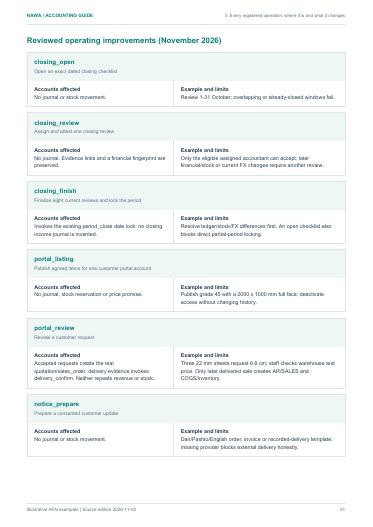 NAWA / ACCOUNTING GUIDE
5. Every registered operation: where it is and what it changes
Reviewed operating improvements (November 2026)
closing_open
Open an exact dated closing checklist
Accounts affected
No journal or stock movement.
Example and limits
Review 1-31 October; overlapping or already-closed windows fail.
closing_review
Assign and attest one closing review
Accounts affected
No journal. Evidence links and a financial fingerprint are
preserved.
Example and limits
Only the eligible assigned accountant can accept; later
financial/stock or current FX changes require another review.
closing_finish
Finalise eight current reviews and lock the period
Accounts affected
Invokes the existing period_close date lock; no closing
income journal is invented.
Example and limits
Resolve ledger/stock/FX differences first. An open checklist also
blocks direct partial-period locking.
portal_listing
Publish agreed items for one customer portal account
Accounts affected
No journal, stock reservation or price promise.
Example and limits
Publish grade 45 with a 2000 x 1000 mm full face; deactivate
access without changing history.
portal_review
Review a customer request
Accounts affected
Accepted requests create the real
quotation/sales_order; delivery evidence invokes
delivery_confirm. Neither repeats revenue or stock.
Example and limits
Three 22 mm sheets request 6.6 cm; staff checks warehouse and
price. Only later delivered sale creates AR/SALES and
COGS/inventory.
notice_prepare
Prepare a consented customer update
Accounts affected
No journal or stock movement.
Example and limits
Dari/Pashto/English order, invoice or recorded-delivery template;
missing provider blocks external delivery honestly.
Illustrative AFN examples | Source edition 2026-11-02